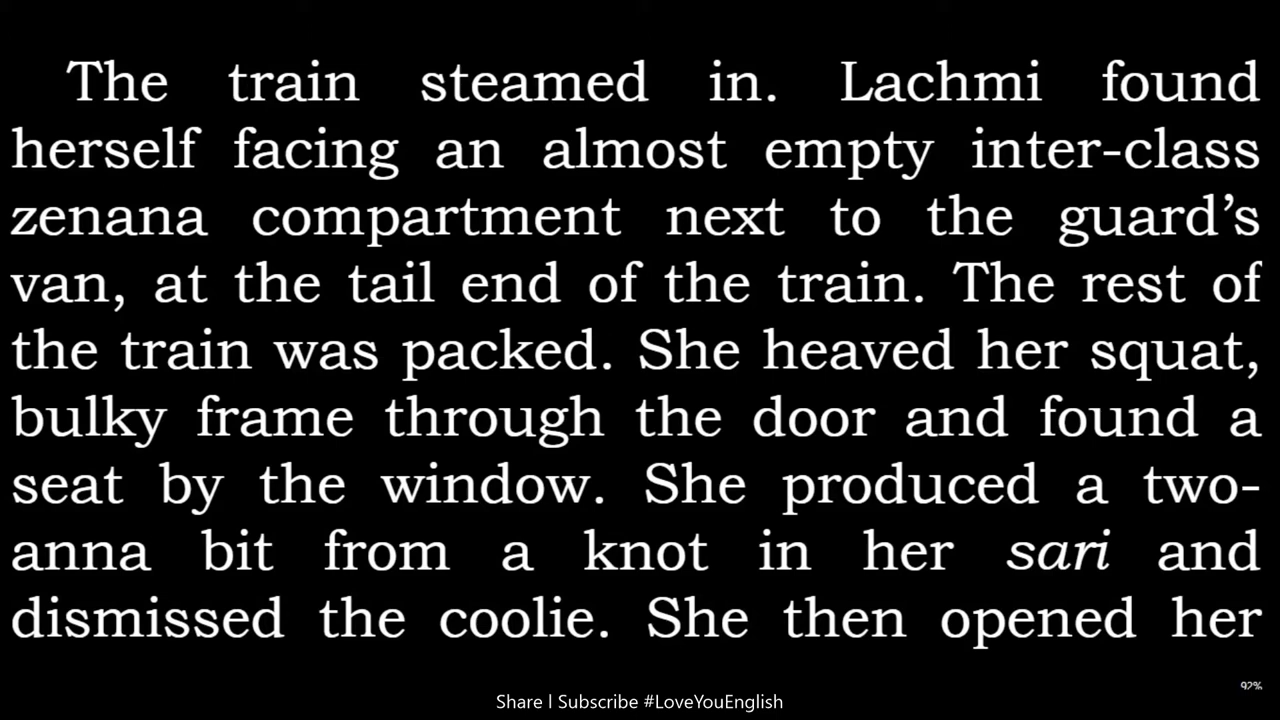 The train steamed in. Lachmi found
herself facing an almost empty inter-class
zenana compartment next to the guard’s
van, at the tail end of the train. The rest of
the train was packed. She heaved her squat,
bulky frame through the door and found a
seat by the window. She produced a two-
anna bit from a knot in her sari and
dismissed the coolie. She then opened her
92%
Share l Subscribe #LoveYouEnglish